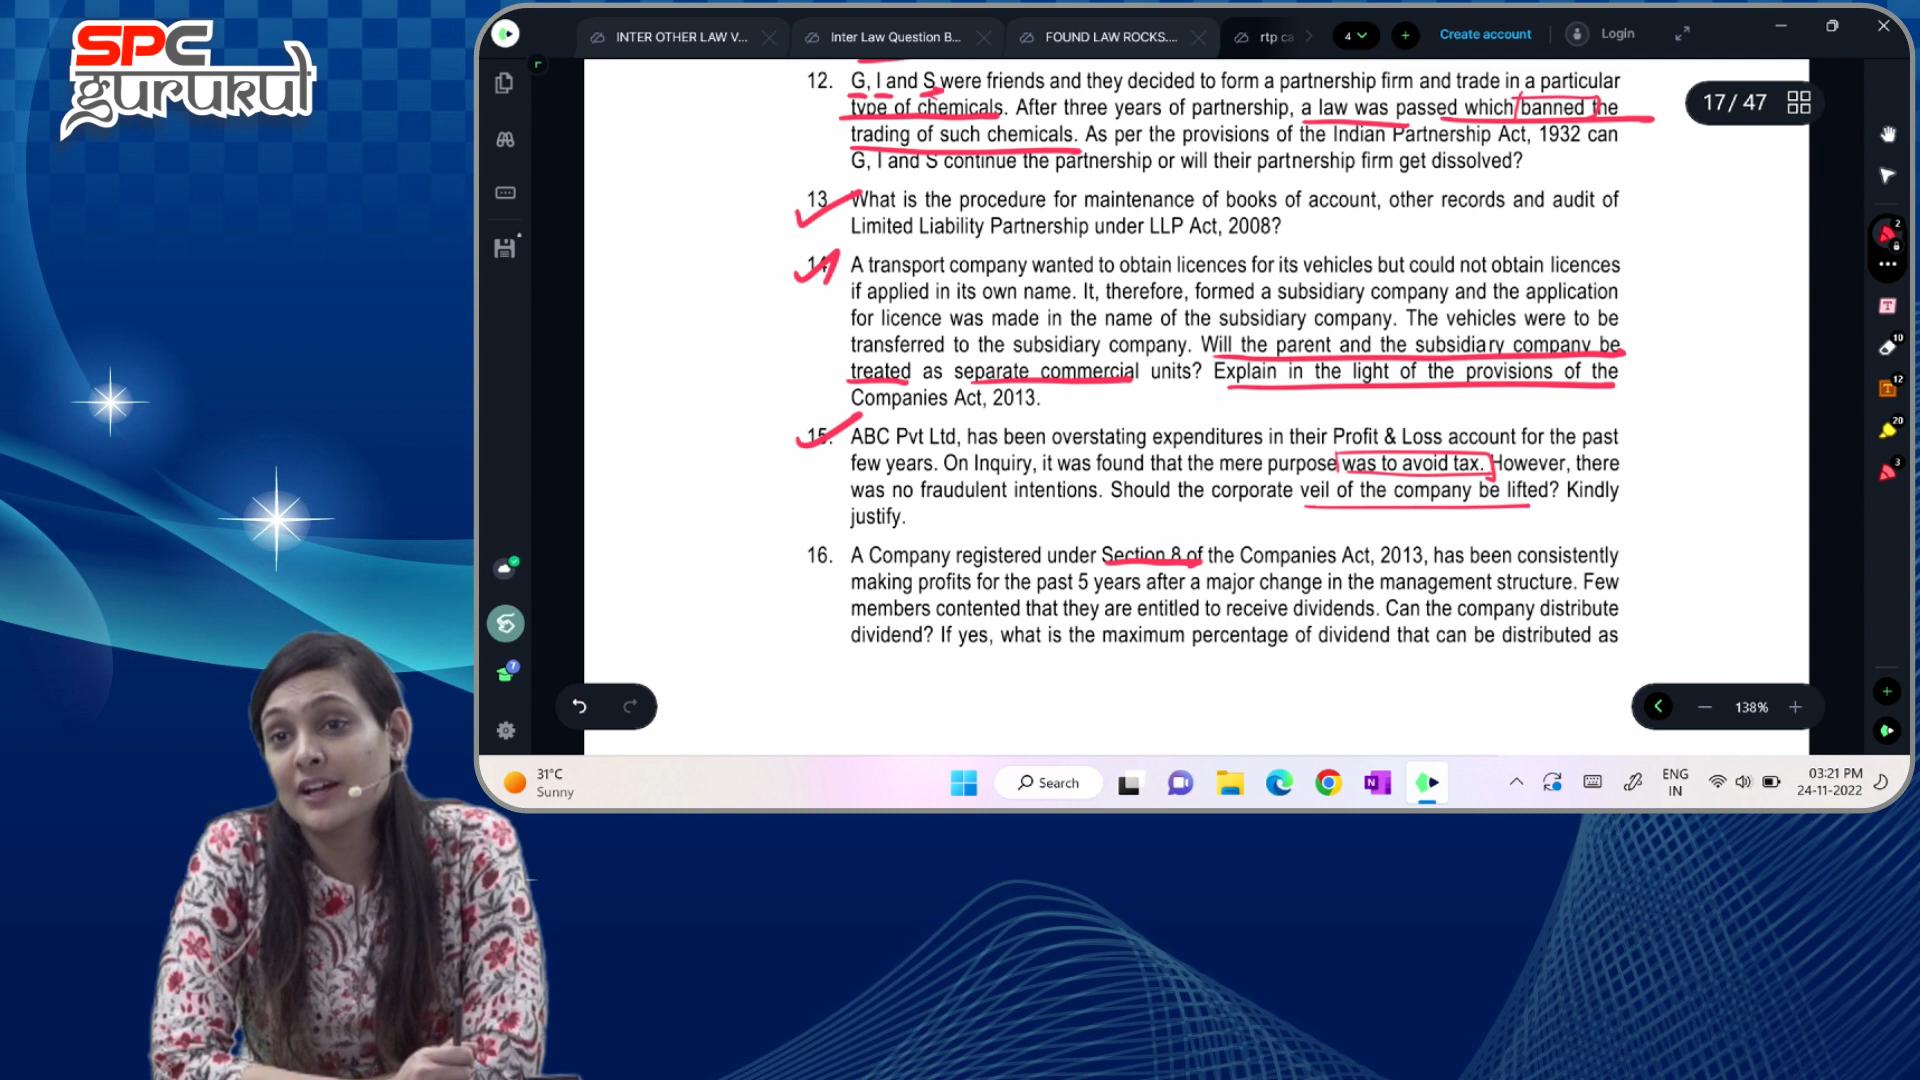 SPC
gurukul
INTER OTHER LAW V...
Inter Law Question B...
FOUND LAW ROCKS....
rtp ca
4
Create account
Login
17 / 47
12. G, I and S were friends and they decided to form a partnership firm and trade in a particular
type of chemicals. After three years of partnership, a law was passed which banned the
trading of such chemicals. As per the provisions of the Indian Partnership Act, 1932 can
G, I and S continue the partnership or will their partnership firm get dissolved?
13. What is the procedure for maintenance of books of account, other records and audit of
Limited Liability Partnership under LLP Act, 2008?
14. A transport company wanted to obtain licences for its vehicles but could not obtain licences
if applied in its own name. It, therefore, formed a subsidiary company and the application
for licence was made in the name of the subsidiary company. The vehicles were to be
transferred to the subsidiary company. Will the parent and the subsidiary company be
treated as separate commercial units? Explain in the light of the provisions of the
Companies Act, 2013.
15. ABC Pvt Ltd, has been overstating expenditures in their Profit & Loss account for the past
few years. On Inquiry, it was found that the mere purpose was to avoid tax. However, there
was no fraudulent intentions. Should the corporate veil of the company be lifted? Kindly
justify.
16. A Company registered under Section 8 of the Companies Act, 2013, has been consistently
making profits for the past 5 years after a major change in the management structure. Few
members contented that they are entitled to receive dividends. Can the company distribute
dividend? If yes, what is the maximum percentage of dividend that can be distributed as
2
10
12
20
3
7
138%
31°C
Sunny
Search
ENG
IN
03:21 PM
24-11-2022